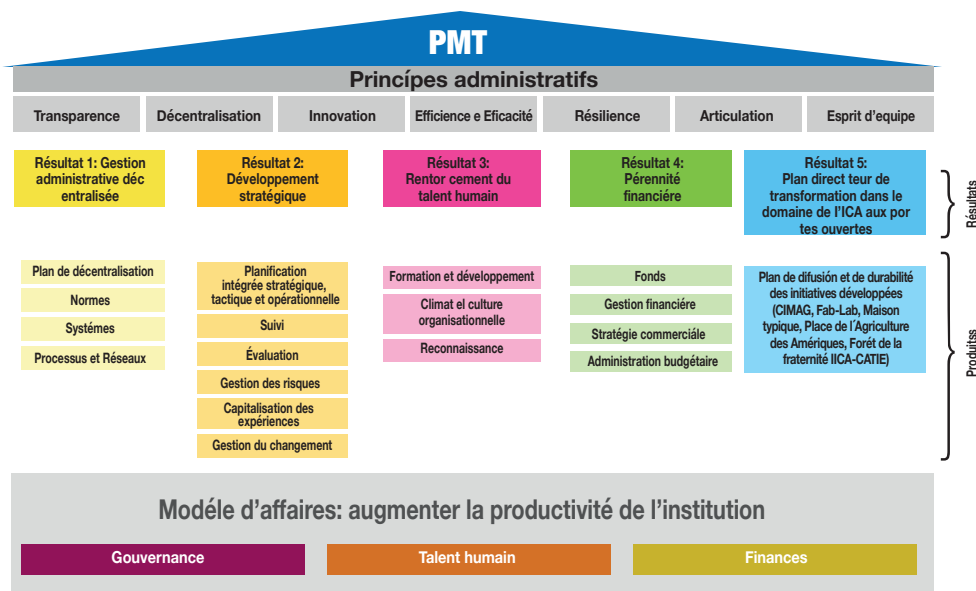 PMT
Princípes administratifs
Transparence
Décentralisation
Innovation
Efficience e Eficacité
Résilience
Articulation
Esprit d'equipe
Résultat 1: Gestion
administrative déc
entralisée
Résultat 2:
Développement
stratégique
Résultat 3:
Rentor cement du
talent humain
Résultat 4:
Pérennité
financiére
Résultat 5:
Plan direct teur de
transformation dans le
domaine de l'ICA aux por
tes ouvertes
Résultats
Plan de décentralisation
Normes
Systémes
Processus et Réseaux
Planification
intégrée stratégique,
tactique et opérationnelle
Suivi
Évaluation
Gestion des risques
Capitalisation des
expériences
Gestion du changement
Formation et développement
Climat el culture
organisationnelle
Reconnaissance
Fonds
Gestion financiére
Stratégie commerciale
Administration budgétaire
Plan de difusión et de durabilité
des initiatives développées
(CIMAG, Fab-Lab, Maison
typique, Place de l´Agriculture
des Amériques, Forét de la
fraternité IICA-CATIE)
Produitss
Modéle d'affaires: augmenter la productivité de l'institution
Gouvernance
Talent humain
Finances